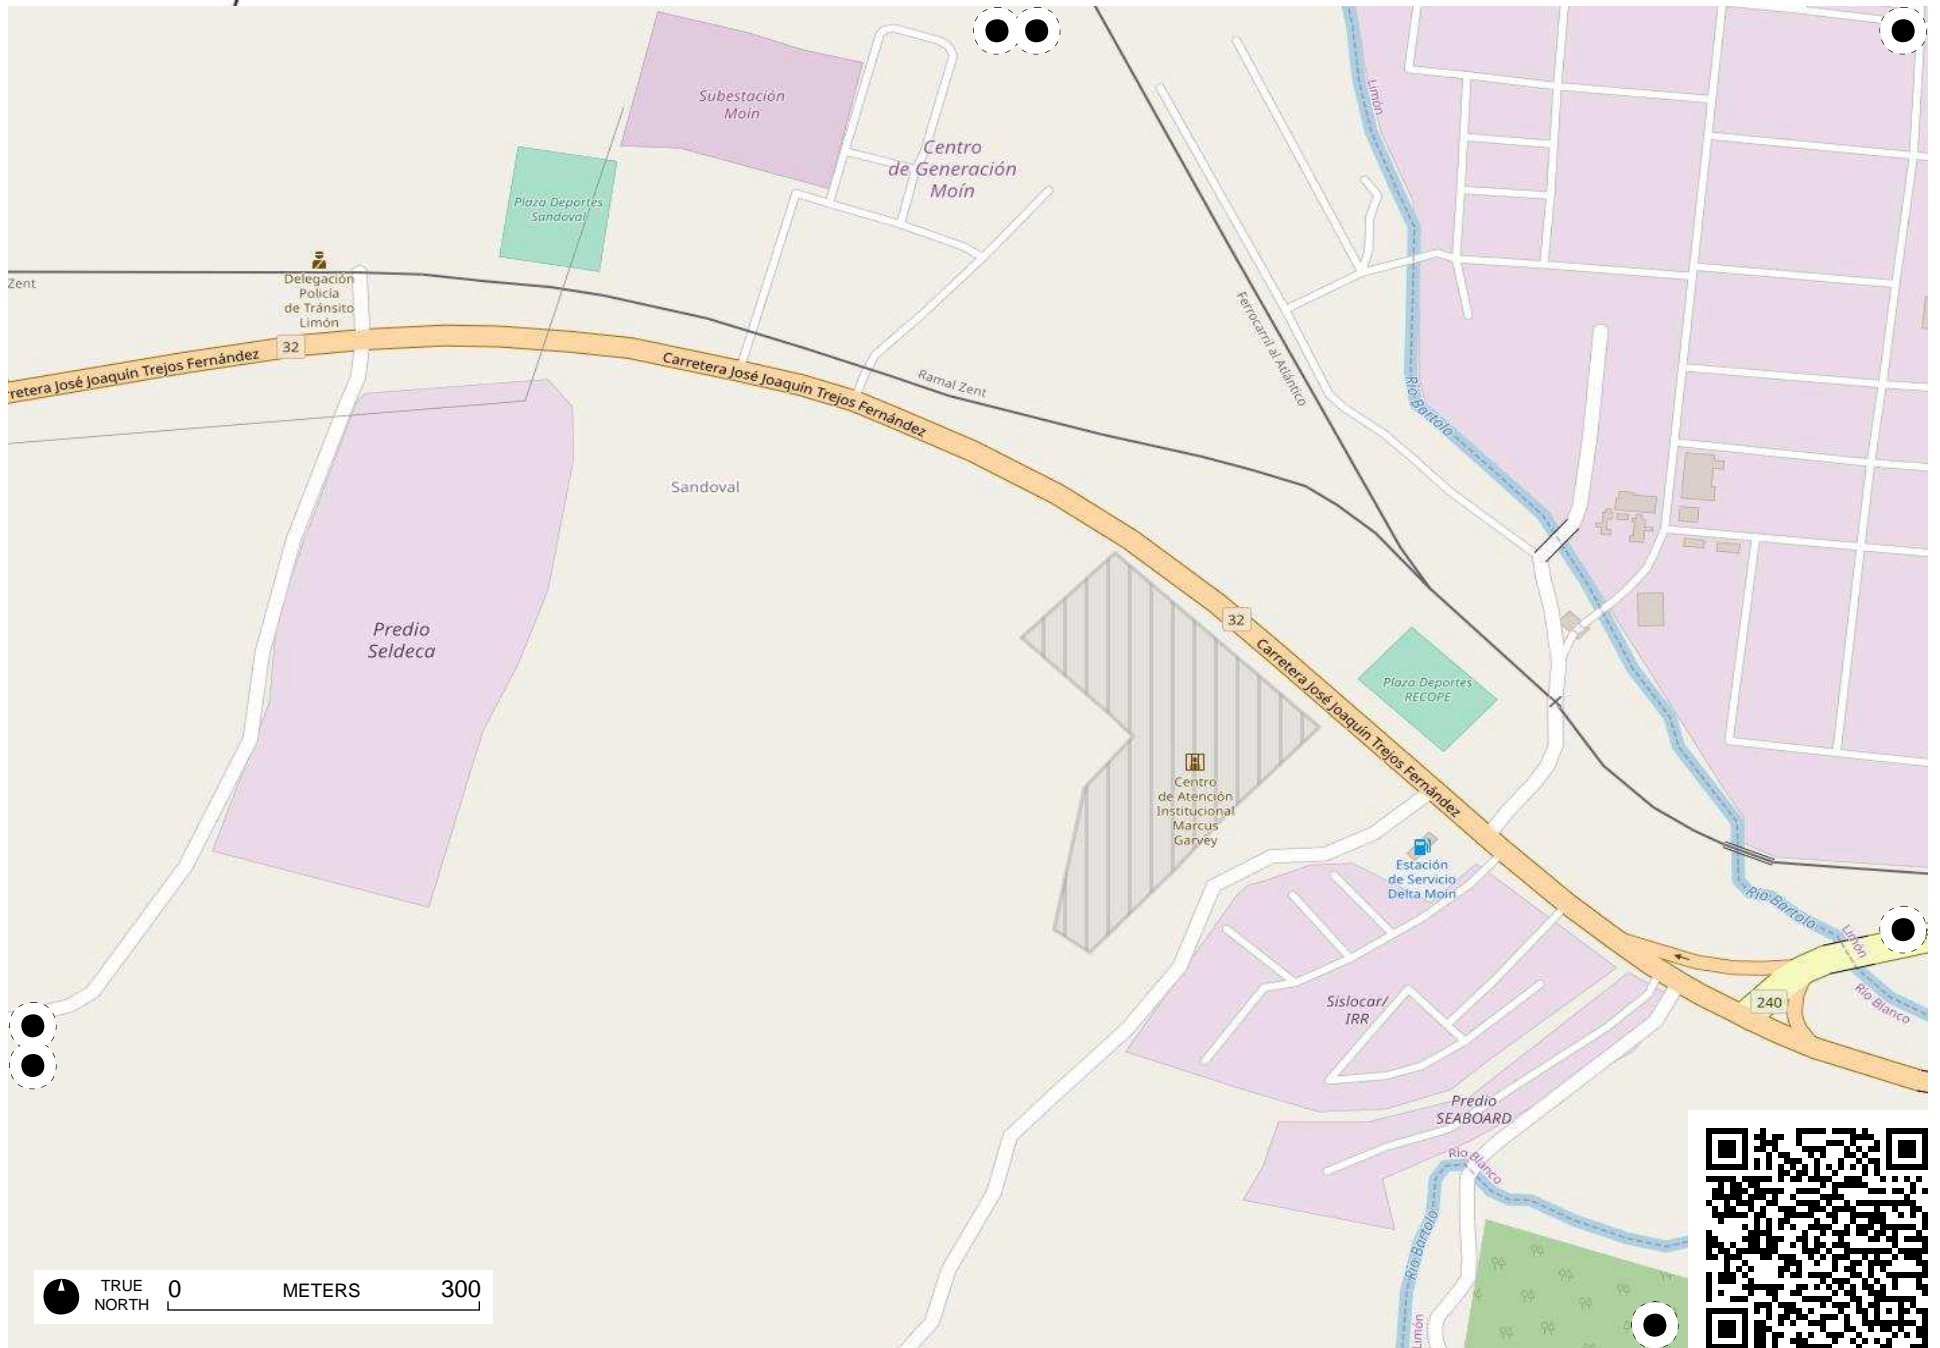 Subestación
Moin
Centro
de Generación
Moín
Limón
Plaza Deportes
Sandoval
Zent
Delegación
Policía
de Tránsito
Limón
32
retera José Joaquín Trejos Fernández
Carretera José Joaquín Trejos Fernández
Ramal Zent
Ferrocarril al Atlántico
Río Bartolo
Sandoval
Predio
Seldeca
32
Carretera José Joaquín Trejos Fernández
Plaza Deportes
RECOPE
Centro
de Atención
Institucional
Marcus
Garvey
Estación
de Servicio
Delta Moin
Río Bartolo
Limón
Río Blanco
240
Sislocar/
IRR
Predio
SEABOARD
Río Blanco
Río Bartolo
Limón
TRUE
NORTH
0 METERS 300